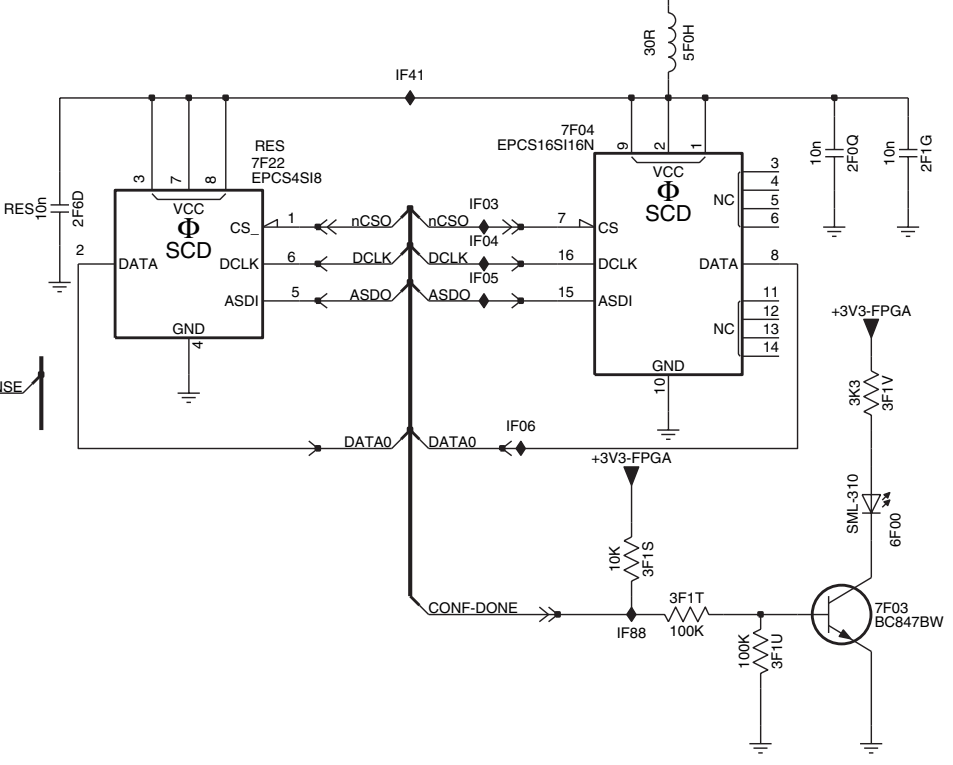 30R
5F0H
IF41
RES
7F22
EPCS4SI8
7F04
EPCS16SI16N
3
7
8
VCC
Φ
SCD
CS_
DATA
DCLK
ASDI
GND
4
2
1
6
5
RES
10n
2F6D
nCSO
DCLK
ASDO
nCSO
DCLK
ASDO
IF03
IF04
IF05
7
16
15
9
2
1
VCC
Φ
SCD
CS
DCLK
ASDI
NC
DATA
NC
GND
10
3
4
5
6
8
11
12
13
14
10n
2F0Q
10n
2F1G
NSE
DATA0
DATA0
IF06
+3V3-FPGA
10K
3F1S
CONF-DONE
IF88
3F1T
100K
100K
3F1U
+3V3-FPGA
3K3
3F1V
SML-310
6F00
7F03
BC847BW